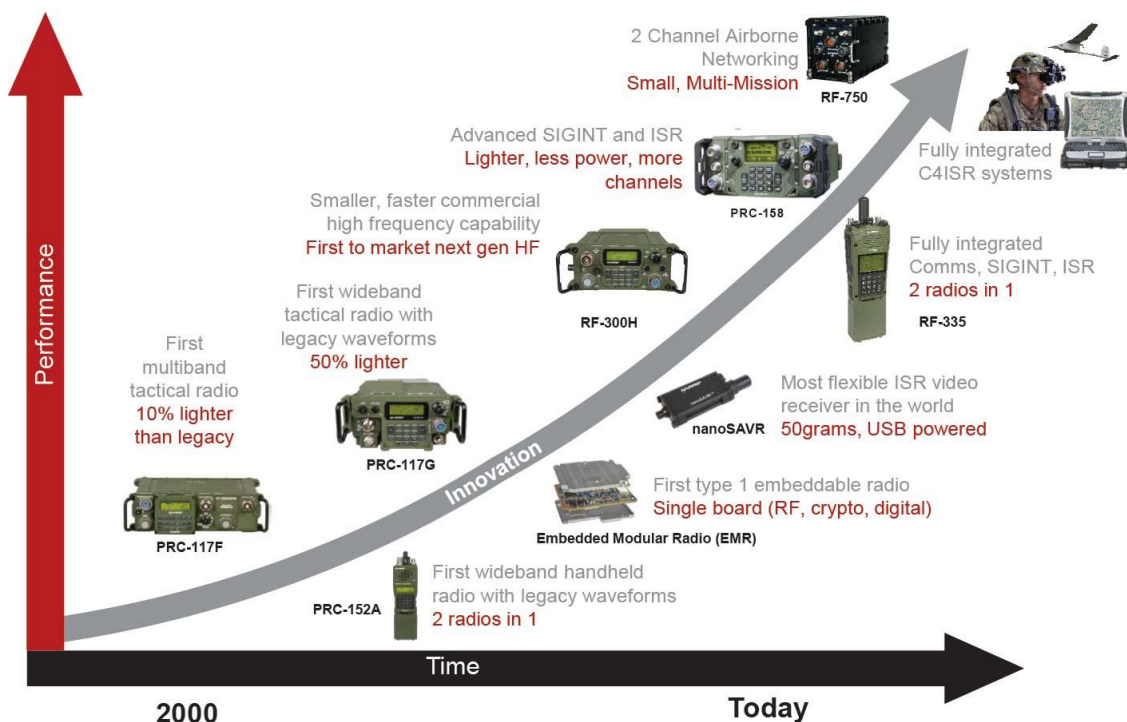 2 Channel Airborne
Networking
Small, Multi-Mission
RF-750
Advanced SIGINT and ISR
Lighter, less power, more
channels
PRC-158
Fully integrated
C4ISR systems
Smaller, faster commercial
high frequency capability
First to market next gen HF
RF-300H
Fully integrated
Comms, SIGINT, ISR
2 radios in 1
RF-335
First wideband
tactical radio with
legacy waveforms
50% lighter
PRC-117G
First
multiband
tactical radio
10% lighter
than legacy
PRC-117F
Most flexible ISR video
receiver in the world
50grams, USB powered
nanoSAVR
First type 1 embeddable radio
Single board (RF, crypto, digital)
Embedded Modular Radio (EMR)
First wideband handheld
radio with legacy waveforms
2 radios in 1
PRC-152A
Performance
Innovation
Time
2000
Today